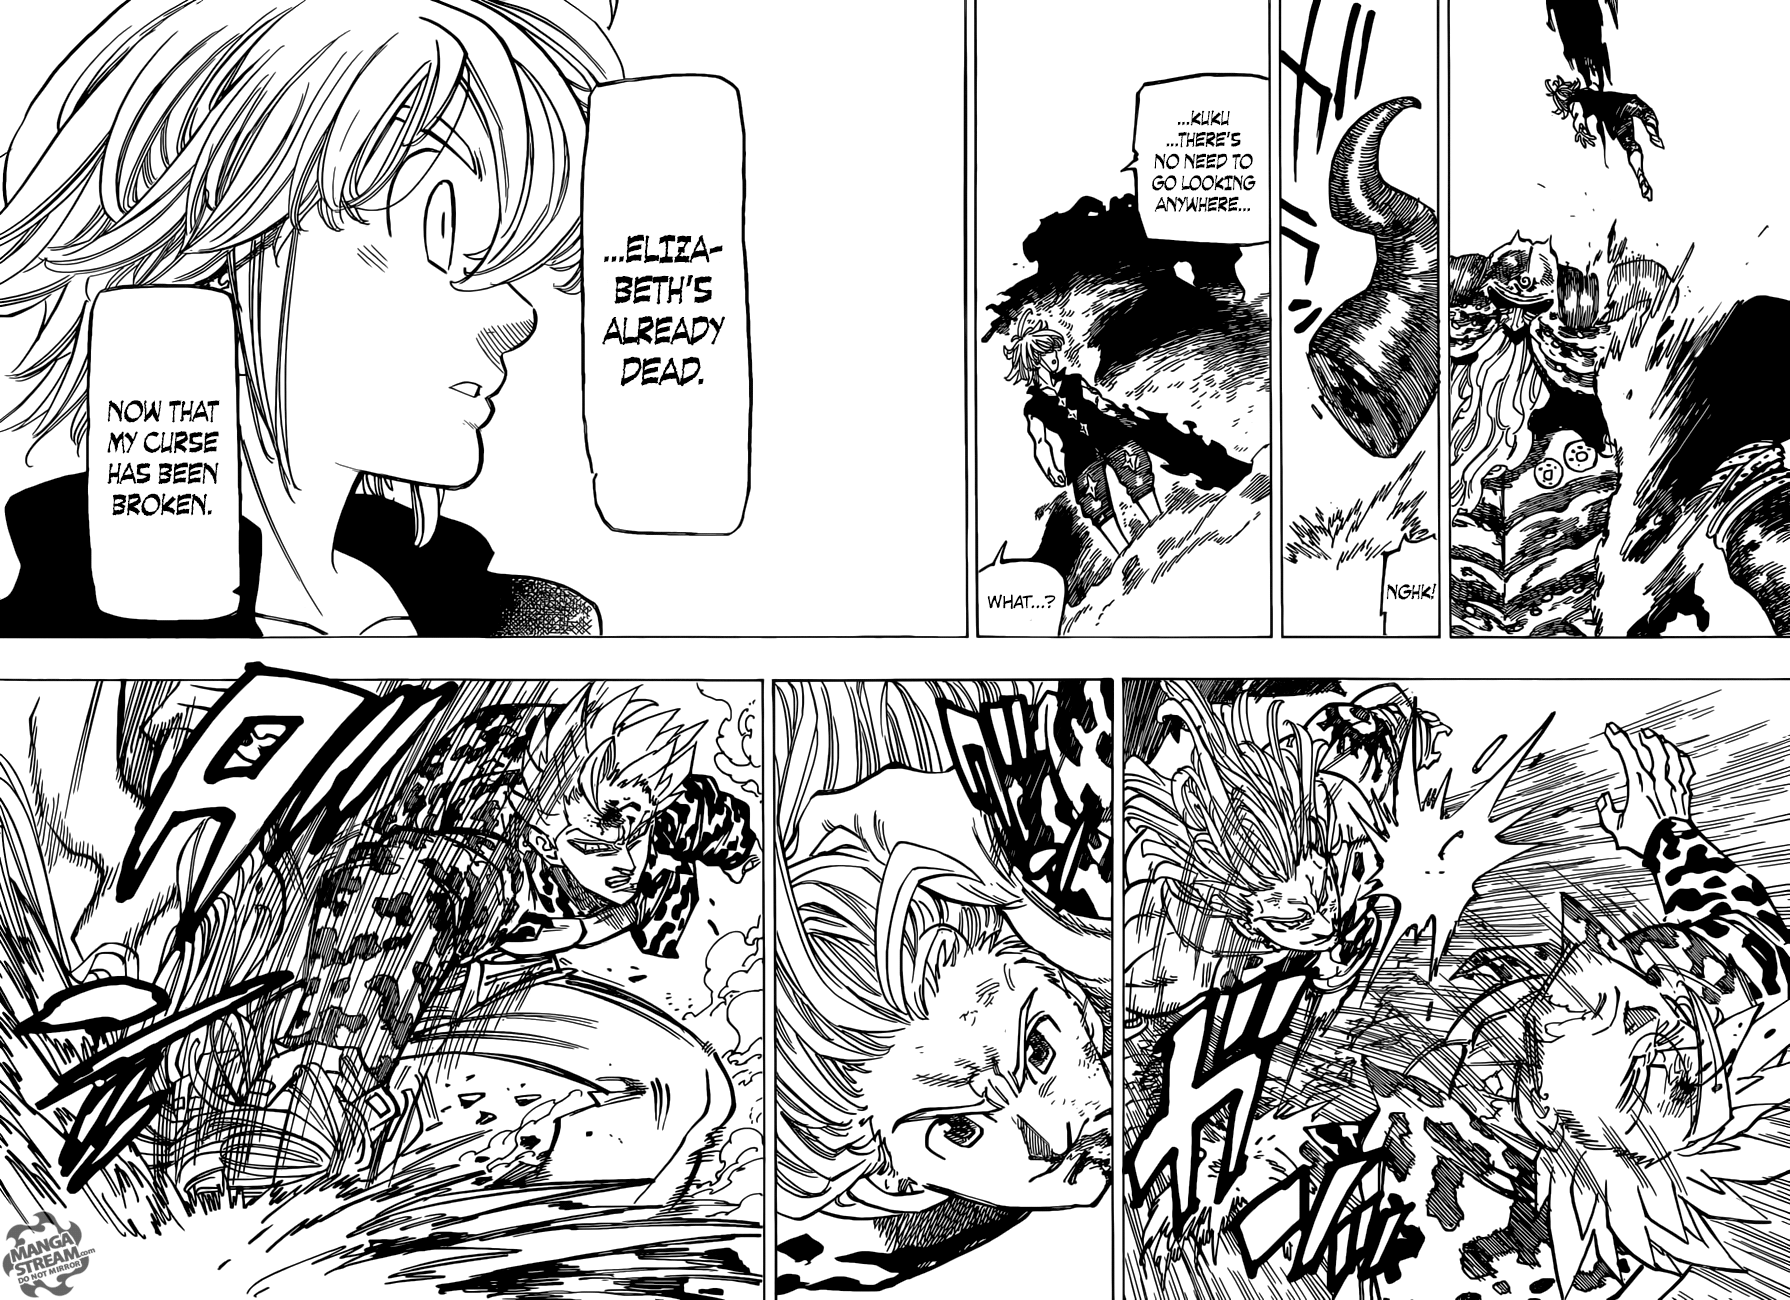 NGHK!
...KUKU
...THERE'S
NO NEED TO
GO LOOKING
ANYWHERE...
WHAT...?
...ELIZA-
BETH'S
ALREADY
DEAD.
NOW THAT
MY CURSE
HAS BEEN
BROKEN.
MANGA
STREAM.com
DO NOT MIRROR